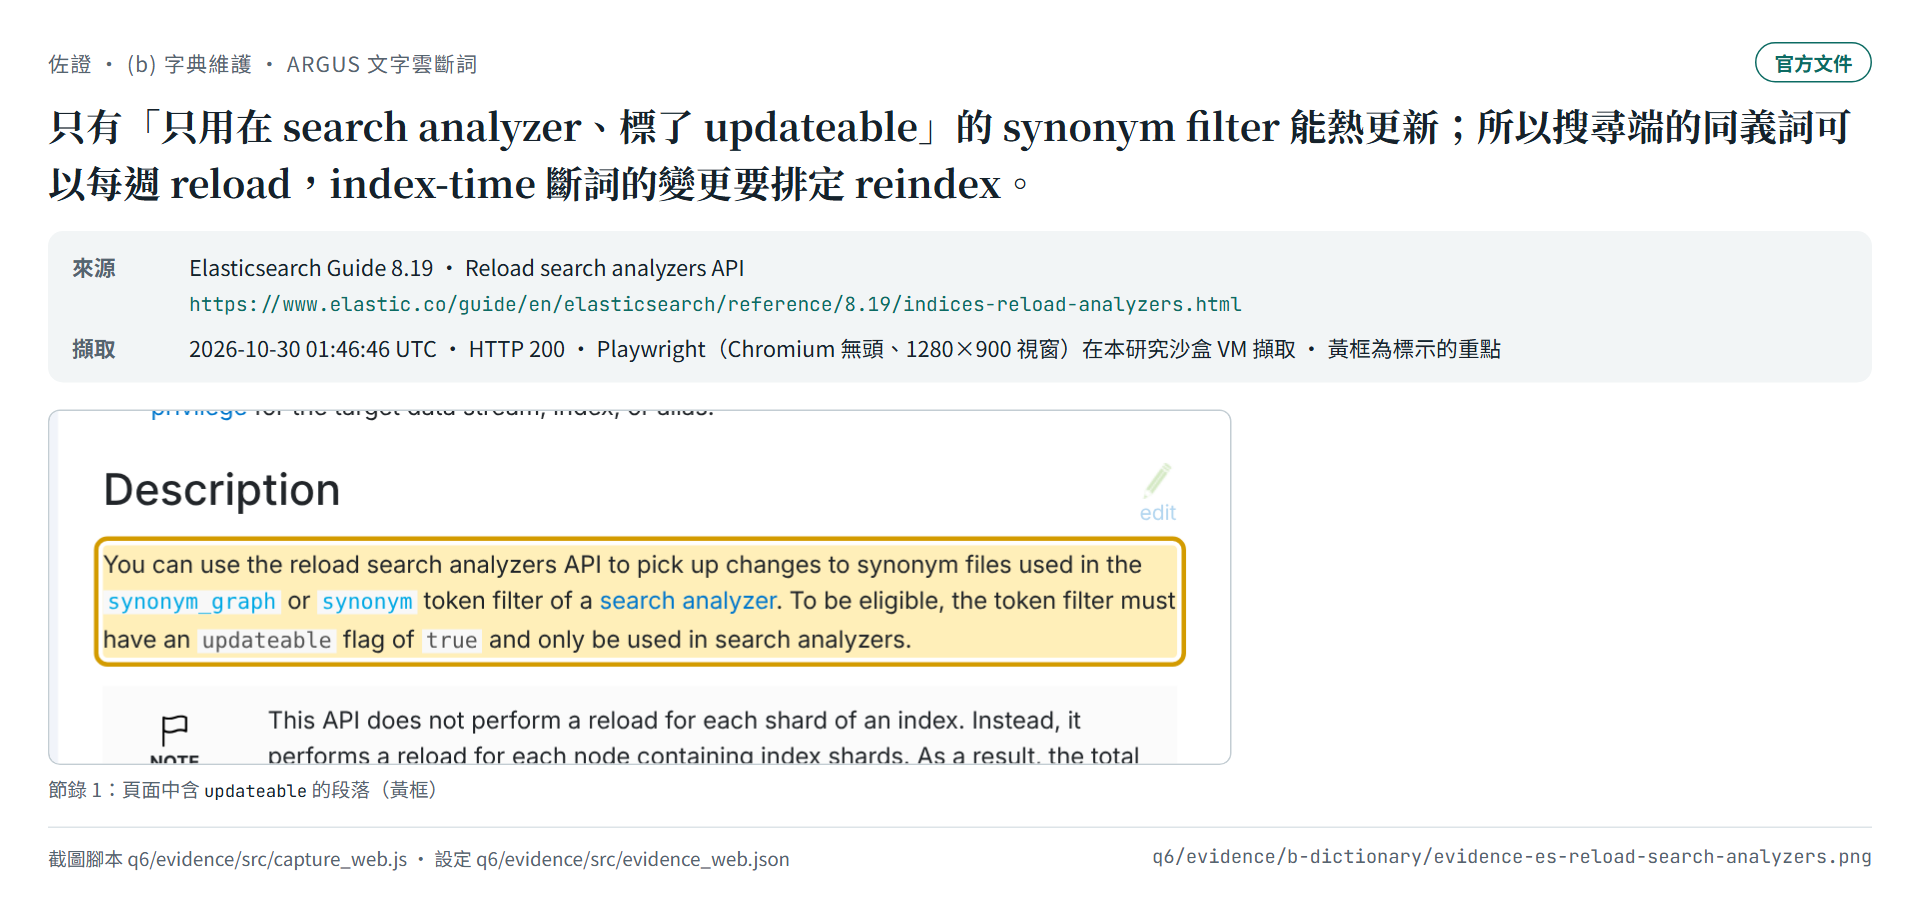 佐證 · (b) 字典維護 · ARGUS 文字雲斷詞
官方文件
只有「只用在 search analyzer、標了 updateable」的 synonym filter 能熱更新；所以搜尋端的同義詞可
以每週 reload，index-time 斷詞的變更要排定 reindex。
來源 Elasticsearch Guide 8.19 · Reload search analyzers API
https://www.elastic.co/guide/en/elasticsearch/reference/8.19/indices-reload-analyzers.html
擷取 2026-10-30 01:46:46 UTC · HTTP 200 · Playwright（Chromium 無頭、1280×900 視窗）在本研究沙盒 VM 擷取 · 黃框為標示的重點
privilege for the target data stream, index, or alias.
Description
edit
You can use the reload search analyzers API to pick up changes to synonym files used in the
synonym_graph or synonym token filter of a search analyzer. To be eligible, the token filter must
have an updateable flag of true and only be used in search analyzers.
This API does not perform a reload for each shard of an index. Instead, it
NOTE performs a reload for each node containing index shards. As a result, the total
節錄 1：頁面中含 updateable 的段落（黃框）
截圖腳本 q6/evidence/src/capture_web.js · 設定 q6/evidence/src/evidence_web.json
q6/evidence/b-dictionary/evidence-es-reload-search-analyzers.png